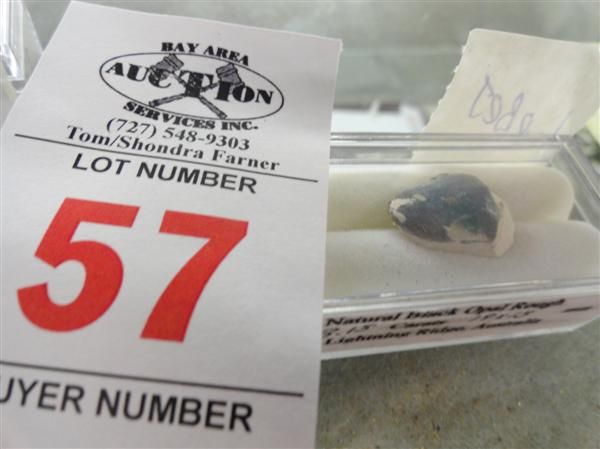 BAY AREA
AUCTION
SERVICES INC.
(727) 548-9303
Tom/Shondra Farner
LOT NUMBER
57
UYER NUMBER
Natural Black Opal Rough
Lightning Ridge, Australia